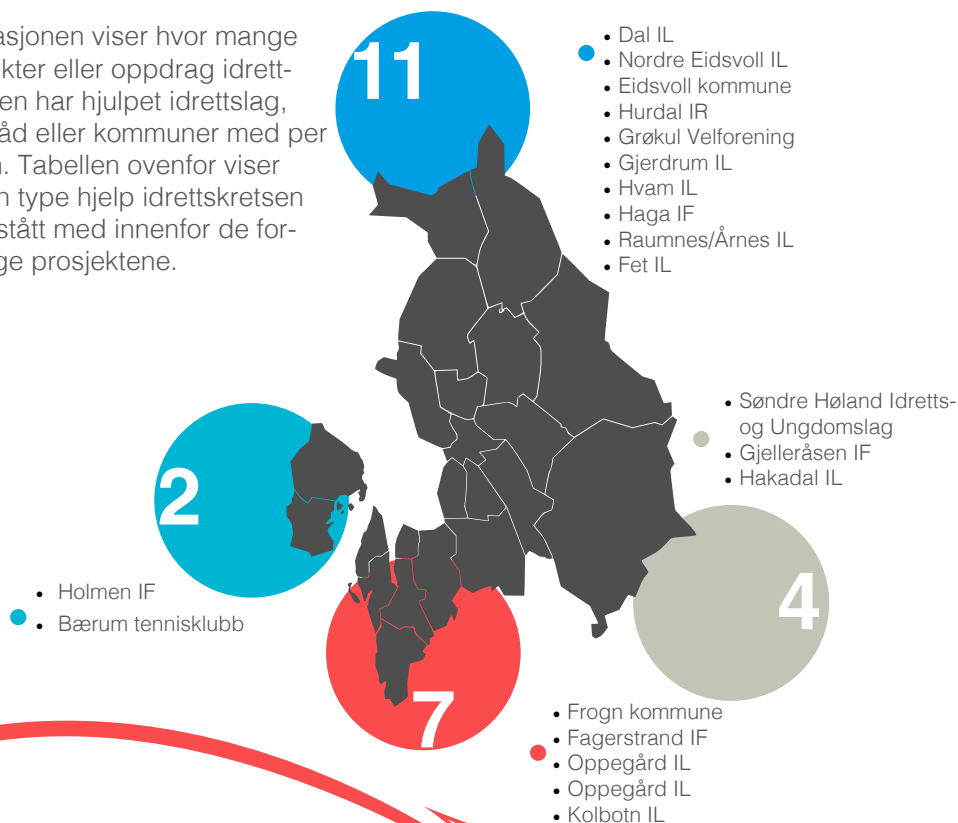 asjonen viser hvor mange
ekter eller oppdrag idrett-
en har hjulpet idrettslag,
åd eller kommuner med per
. Tabellen ovenfor viser
type hjelp idrettskretsen
stått med innenfor de for-
ge prosjektene.
11
• Dal IL
• Nordre Eidsvoll IL
• Eidsvoll kommune
• Hurdal IR
• Grøkul Velforening
• Gjerdrum IL
• Hvam IL
• Haga IF
• Raumnes/Årnes IL
• Fet IL
• Søndre Høland Idretts-
og Ungdomslag
• Gjelleråsen IF
• Hakadal IL
2
4
• Holmen IF
• Bærum tennisklubb
7
• Frogn kommune
• Fagerstrand IF
• Oppegård IL
• Oppegård IL
• Kolbotn IL